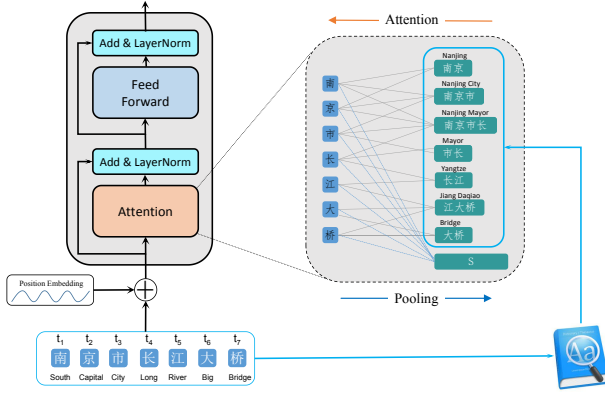 Add & LayerNorm
Feed
Forward
Add & LayerNorm
Attention
Position Embedding
t1 t2 t3 t4 t5 t6 t7
南 京 市 长 江 大 桥
South Capital City Long River Big Bridge
Attention
南
京
市
长
江
大
桥
Nanjing
南京
Nanjing City
南京市
Nanjing Mayor
南京市长
Mayor
市长
Yangtze
长江
Jiang Daqiao
江大桥
Bridge
大桥
S
Pooling
Aa